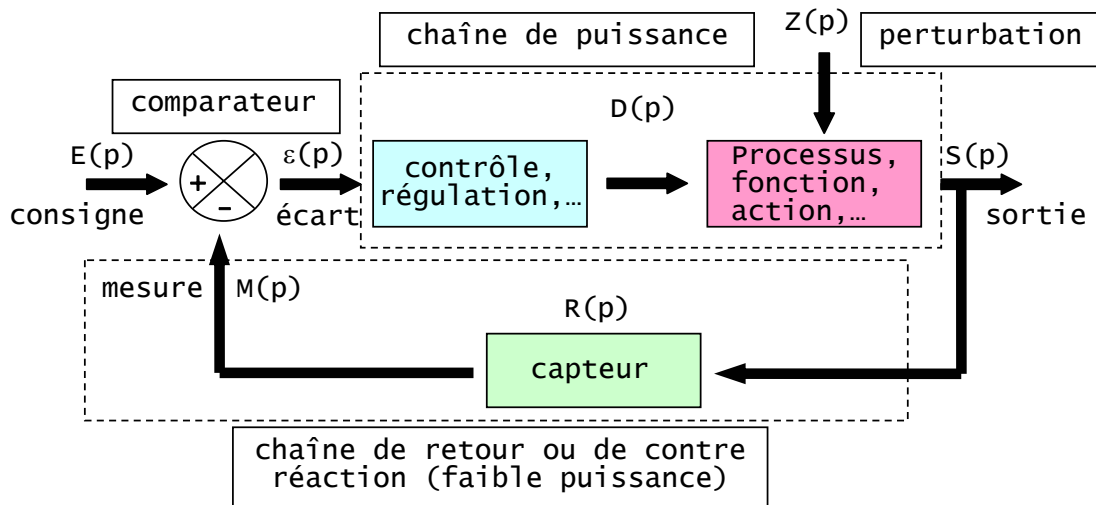 chaîne de puissance
Z(p)
perturbation
comparateur
D(p)
E(p)
ε(p)
contrôle,
régulation,…
Processus,
fonction,
action,…
S(p)
+
-
consigne
écart
sortie
mesure
M(p)
R(p)
capteur
chaîne de retour ou de contre
réaction (faible puissance)